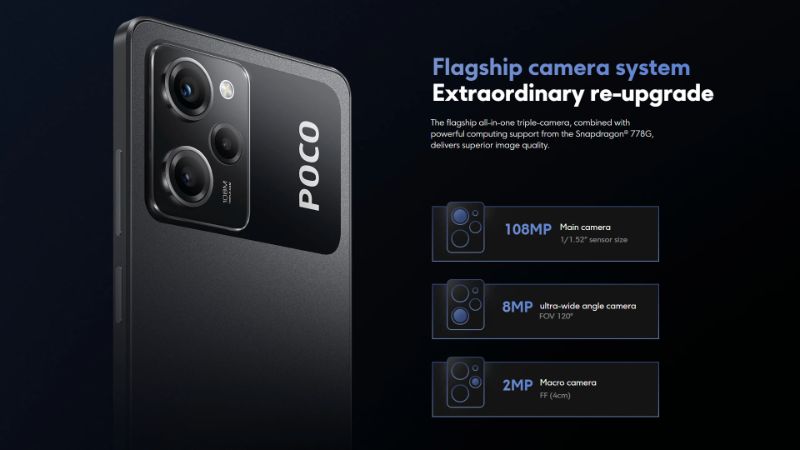 POCO
108MP
Flagship camera system
Extraordinary re-upgrade
The flagship all-in-one triple-camera, combined with
powerful computing support from the Snapdragon® 778G,
delivers superior image quality.
108MP Main camera
1/1.52" sensor size
8MP ultra-wide angle camera
FOV 120°
2MP Macro camera
FF (4cm)